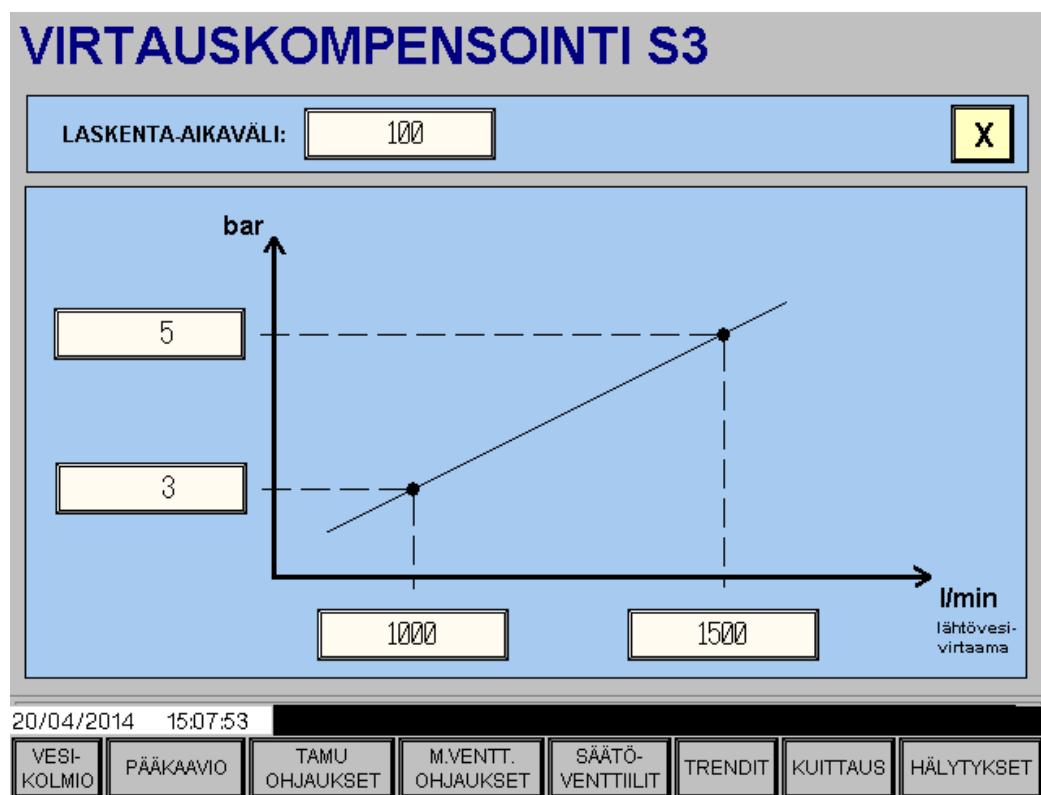 VIRTAUSKOMPENSOINTI S3
LASKENTA-AIKAVÄLI: 100 X
bar
5
3
1000 1500
l/min
lähtövesi-
virtaama
20/04/2014 15:07:53
VESI-
KOLMIO
PÄÄKAAVIO
TAMU
OHJAUKSET
M.VENTT.
OHJAUKSET
SÄÄTÖ-
VENTTIILIT
TRENDIT
KUITTAUS
HÄLYTYKSET